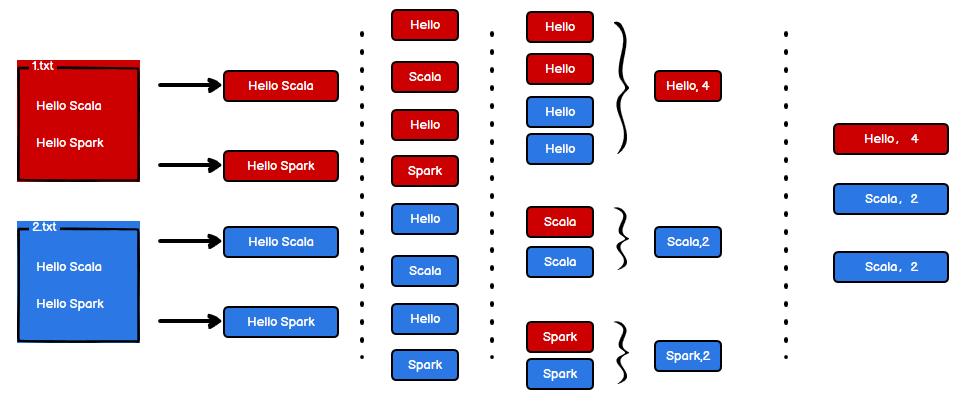 1.txt
Hello Scala
Hello Spark
2.txt
Hello Scala
Hello Spark
Hello Scala
Hello Spark
Hello Scala
Hello Spark
Hello
Scala
Hello
Spark
Hello
Scala
Hello
Spark
Hello
Hello
Hello
Hello
Scala
Scala
Spark
Spark
Hello, 4
Scala,2
Spark,2
Hello, 4
Scala, 2
Scala, 2